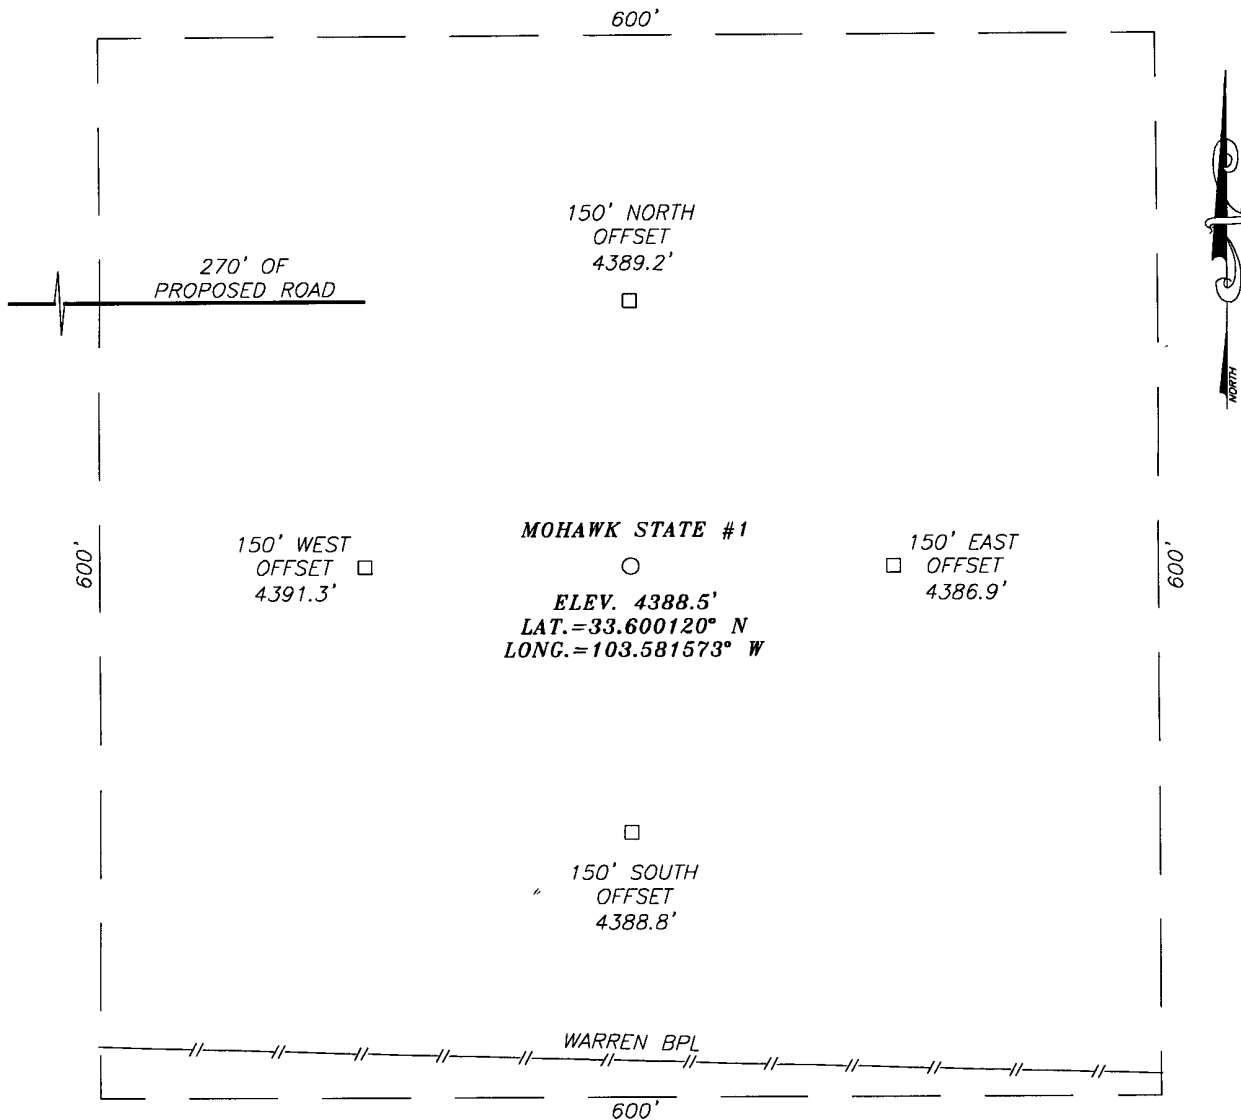 600'
150' NORTH
OFFSET
4389.2'
270' OF
PROPOSED ROAD
NORTH
600'
150' WEST
OFFSET
4391.3'
MOHAWK STATE #1
ELEV. 4388.5'
LAT.=33.600120° N
LONG.=103.581573° W
150' EAST
OFFSET
4386.9'
600'
150' SOUTH
OFFSET
4388.8'
WARREN BPL
600'